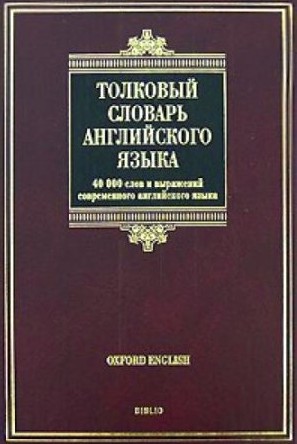 ТОЛКОВЫЙ
СЛОВАРЬ
АНГЛИЙСКОГО
ЯЗЫКА
40 000 слов и выражений
современного английского языка
OXFORD ENGLISH
BIBLIO